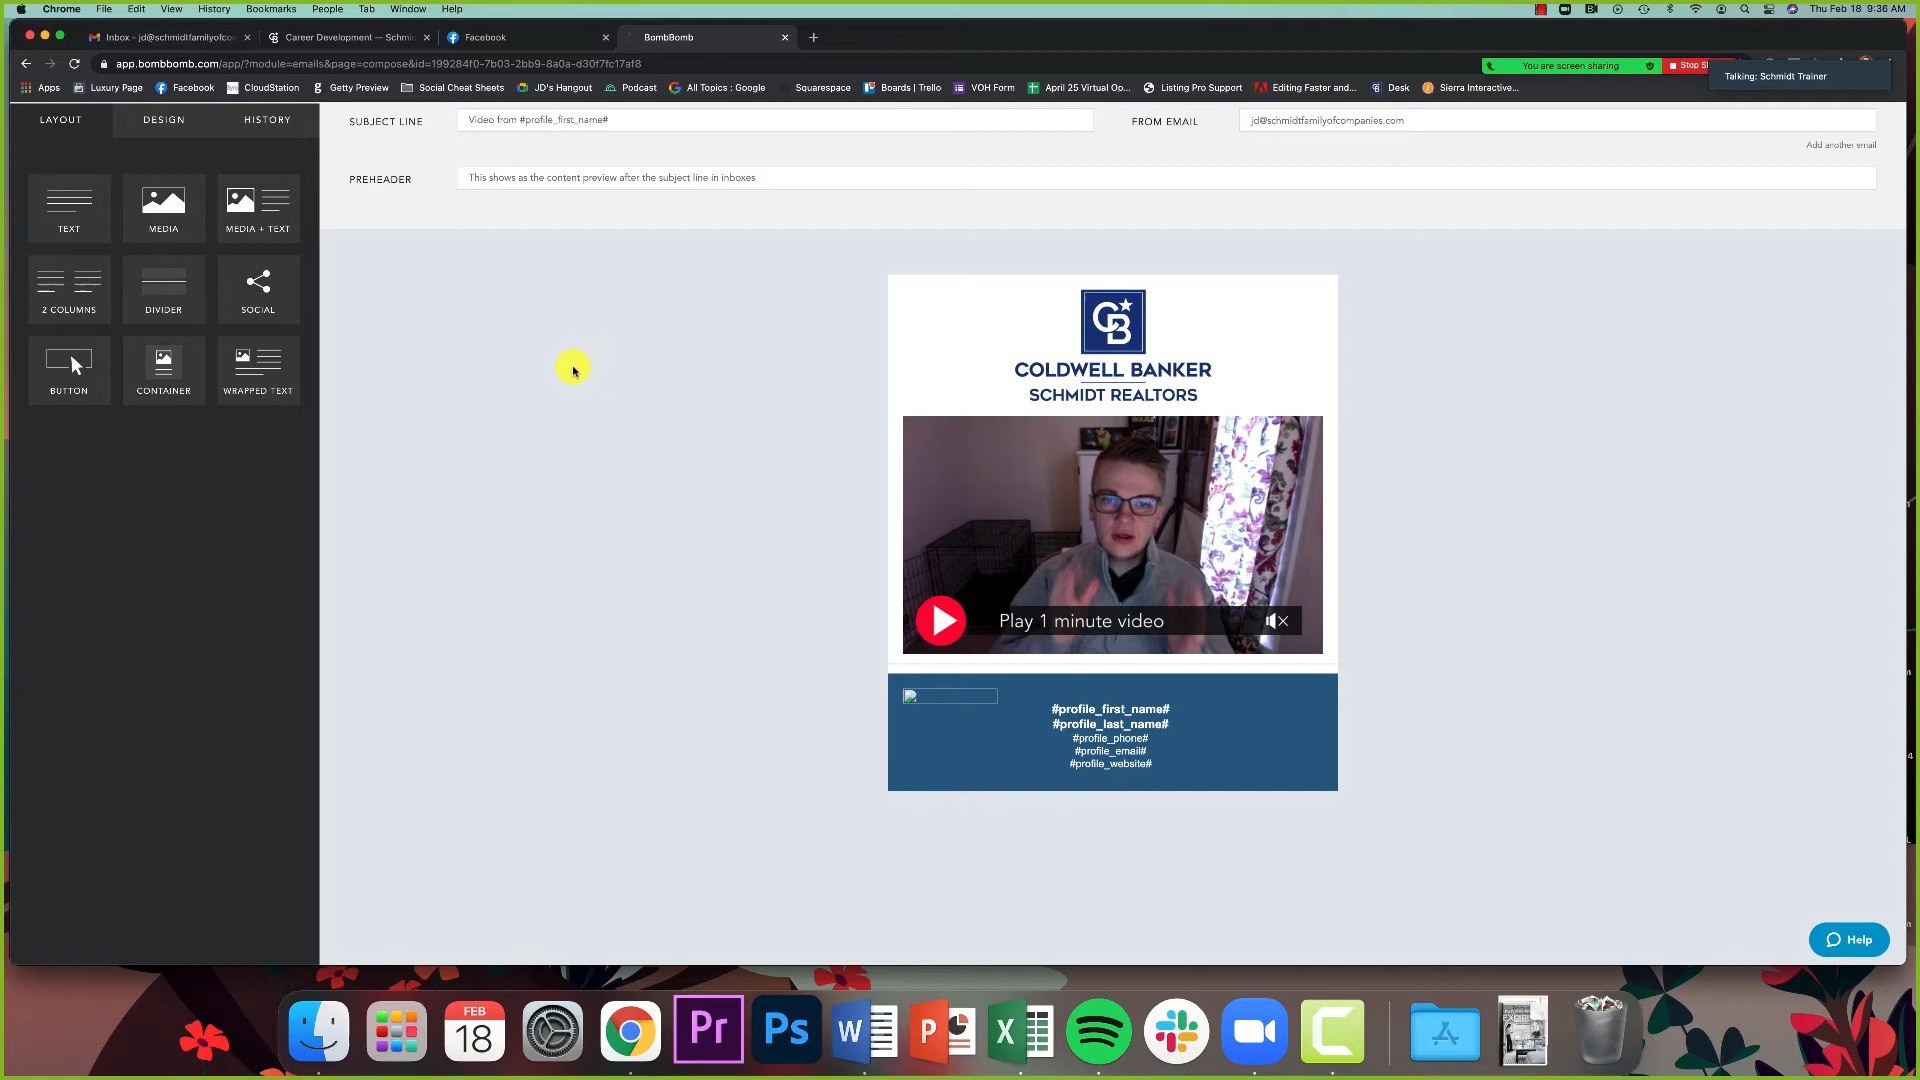 Chrome File Edit View History Bookmarks People Tab Window Help
Thu Feb 18 9:36 AM
Inbox - jd@schmidtfamilyofcom
Career Development — Schmi
Facebook
BombBomb
app.bombbomb.com/app/?module=emails&page=compose&id=199284f0-7b03-2bb9-8a0a-d30f7fc17af8
You are screen sharing
Stop Sh
Talking: Schmidt Trainer
Apps
Luxury Page
Facebook
CloudStation
Getty Preview
Social Cheat Sheets
JD's Hangout
Podcast
All Topics : Google
Squarespace
Boards | Trello
VOH Form
April 25 Virtual Op...
Listing Pro Support
Editing Faster and...
Desk
Sierra Interactive...
LAYOUT
DESIGN
HISTORY
SUBJECT LINE
Video from #profile_first_name#
FROM EMAIL
jd@schmidtfamilyofcompanies.com
Add another email
PREHEADER
This shows as the content preview after the subject line in inboxes
TEXT
MEDIA
MEDIA + TEXT
2 COLUMNS
DIVIDER
SOCIAL
BUTTON
CONTAINER
WRAPPED TEXT
CB
COLDWELL BANKER
SCHMIDT REALTORS
Play 1 minute video
#profile_first_name#
#profile_last_name#
#profile_phone#
#profile_email#
#profile_website#
Help
FEB
18
Pr
Ps
W
P
X
C